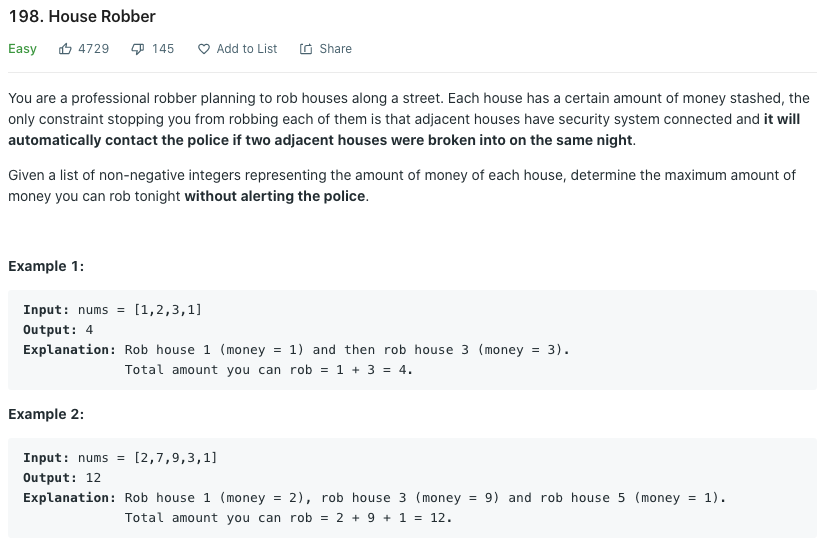 198. House Robber
Easy 4729 145 Add to List Share
You are a professional robber planning to rob houses along a street. Each house has a certain amount of money stashed, the
only constraint stopping you from robbing each of them is that adjacent houses have security system connected and it will
automatically contact the police if two adjacent houses were broken into on the same night.
Given a list of non-negative integers representing the amount of money of each house, determine the maximum amount of
money you can rob tonight without alerting the police.
Example 1:
Input: nums = [1,2,3,1]
Output: 4
Explanation: Rob house 1 (money = 1) and then rob house 3 (money = 3).
Total amount you can rob = 1 + 3 = 4.
Example 2:
Input: nums = [2,7,9,3,1]
Output: 12
Explanation: Rob house 1 (money = 2), rob house 3 (money = 9) and rob house 5 (money = 1).
Total amount you can rob = 2 + 9 + 1 = 12.